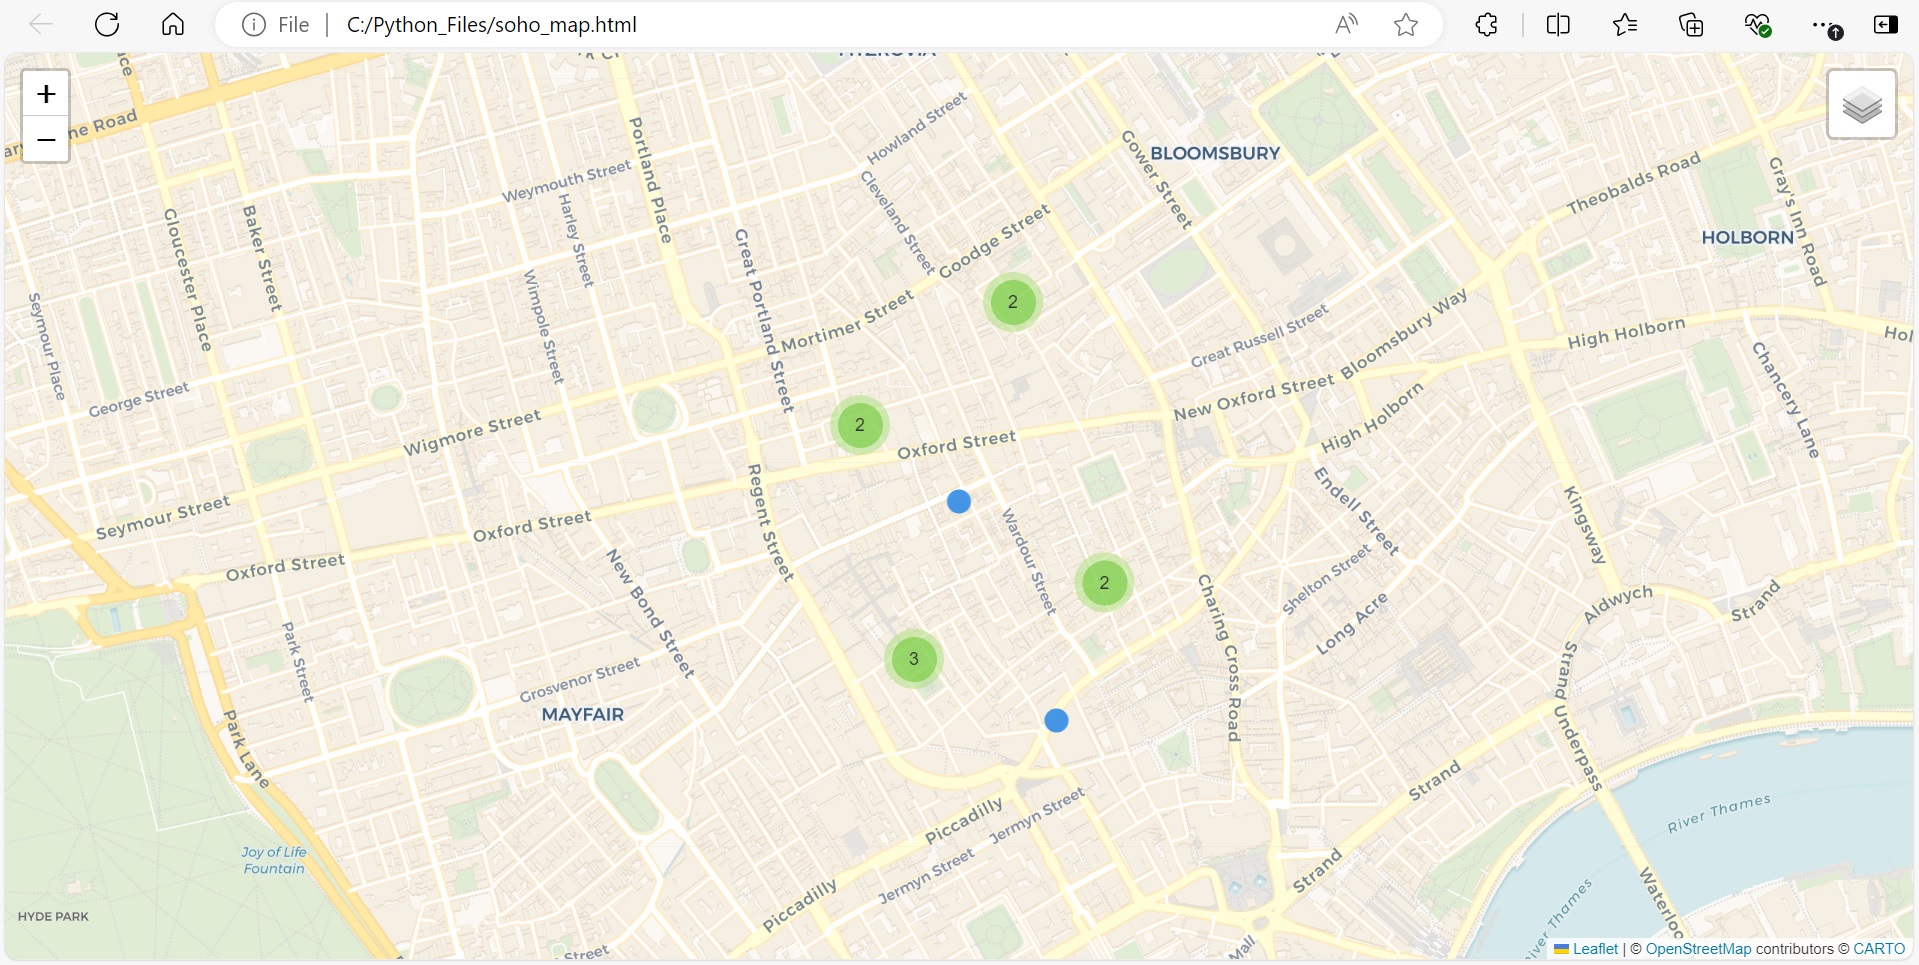 File
C:/Python_Files/soho_map.html
+
−
Portland Place
Howland Street
Gower Street
BLOOMSBURY
Weymouth Street
Cleveland Street
Theobalds Road
Gray's Inn Road
Harley Street
Goodge Street
HOLBORN
Gloucester Place
Baker Street
Great Portland Street
Wimpole Street
Seymour Place
2
Mortimer Street
Great Russell Street
Bloomsbury Way
High Holborn
Chancery Lane
George Street
New Oxford Street
High Holborn
Wigmore Street
2
Oxford Street
Regent Street
Endell Street
Kingsway
Seymour Street
Oxford Street
Wardour Street
Oxford Street
New Bond Street
2
Shelton Street
Charing Cross Road
Long Acre
Aldwych
Strand
Park Street
3
Grosvenor Street
Strand Underpass
MAYFAIR
Park Lane
Strand
Piccadilly
Jermyn Street
River Thames
Joy of Life
Fountain
Jermyn Street
Strand
Piccadilly
HYDE PARK
Mall
Street
Leaflet | © OpenStreetMap contributors © CARTO